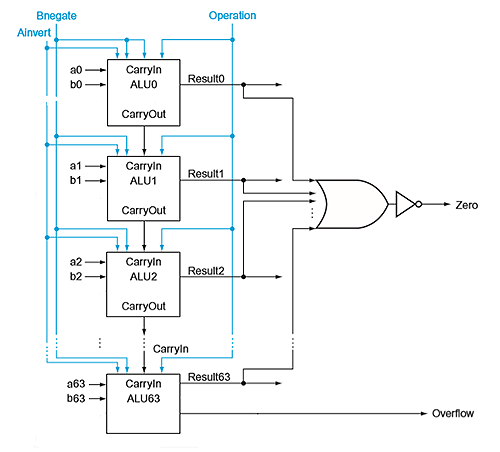 Bnegate
Operation
Ainvert
a0
CarryIn
Result0
b0
ALU0
CarryOut
a1
CarryIn
Result1
b1
ALU1
CarryOut
a2
CarryIn
Result2
b2
ALU2
CarryOut
CarryIn
a63
CarryIn
Result63
b63
ALU63
Zero
Overflow